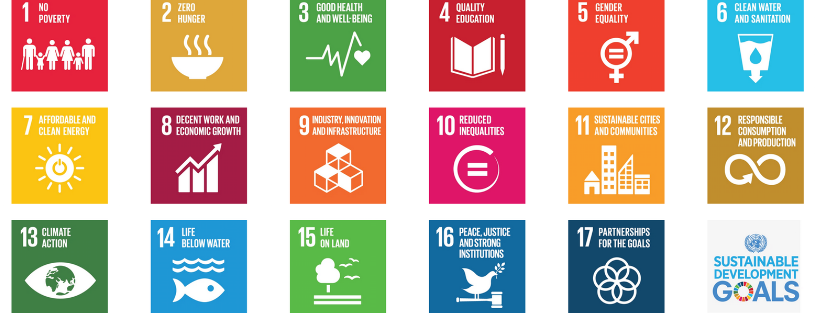 1 NO
POVERTY
2 ZERO
HUNGER
3 GOOD HEALTH
AND WELL-BEING
4 QUALITY
EDUCATION
5 GENDER
EQUALITY
6 CLEAN WATER
AND SANITATION
7 AFFORDABLE AND
CLEAN ENERGY
8 DECENT WORK AND
ECONOMIC GROWTH
9 INDUSTRY, INNOVATION
AND INFRASTRUCTURE
10 REDUCED
INEQUALITIES
11 SUSTAINABLE CITIES
AND COMMUNITIES
12 RESPONSIBLE
CONSUMPTION
AND PRODUCTION
13 CLIMATE
ACTION
14 LIFE
BELOW WATER
15 LIFE
ON LAND
16 PEACE, JUSTICE
AND STRONG
INSTITUTIONS
17 PARTNERSHIPS
FOR THE GOALS
SUSTAINABLE
DEVELOPMENT
GOALS